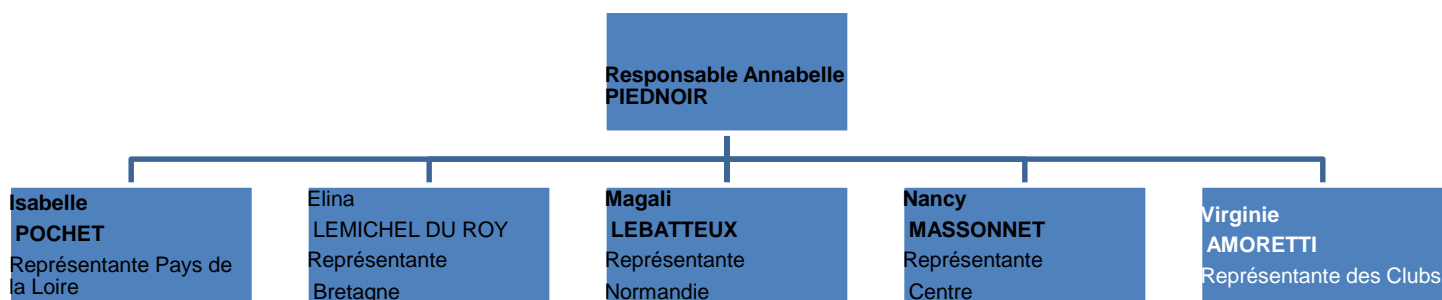 Responsable Annabelle
PIEDNOIR
Isabelle
POCHET
Représentante Pays de
la Loire
Elina
LEMICHEL DU ROY
Représentante
Bretagne
Magali
LEBATTEUX
Représentante
Normandie
Nancy
MASSONNET
Représentante
Centre
Virginie
AMORETTI
Représentante des Clubs